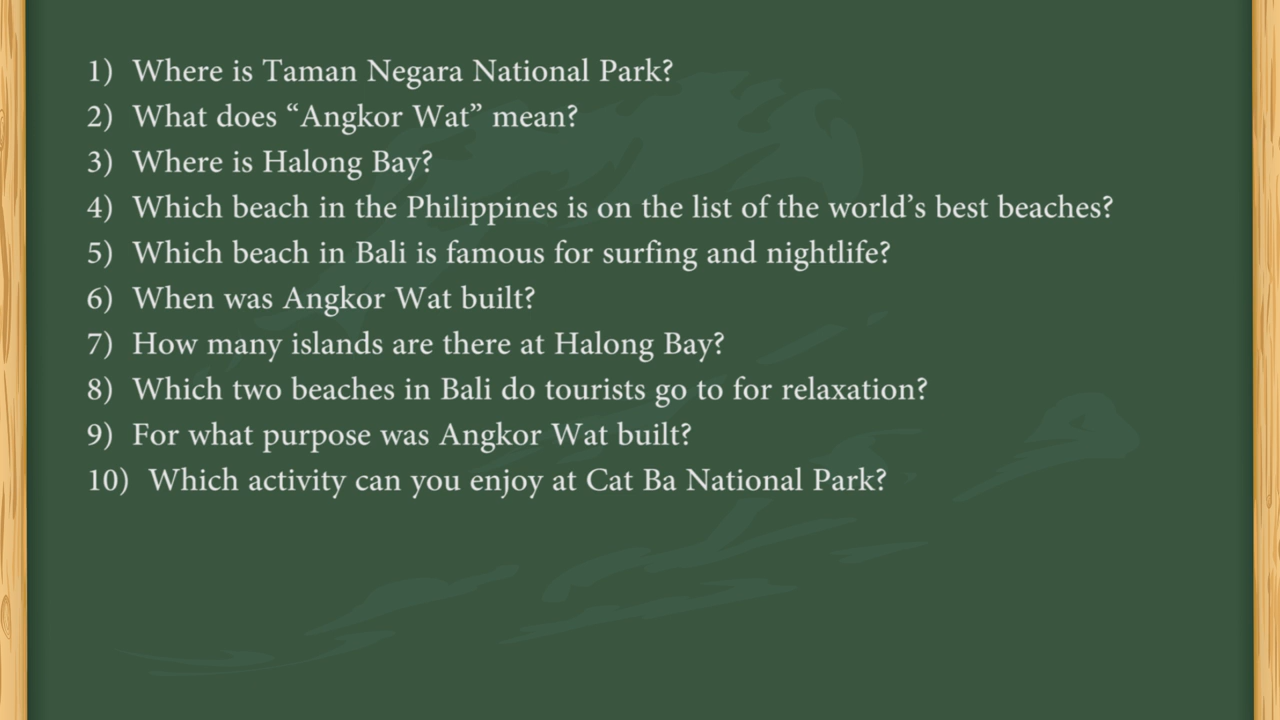 1) Where is Taman Negara National Park?
2) What does “Angkor Wat” mean?
3) Where is Halong Bay?
4) Which beach in the Philippines is on the list of the world’s best beaches?
5) Which beach in Bali is famous for surfing and nightlife?
6) When was Angkor Wat built?
7) How many islands are there at Halong Bay?
8) Which two beaches in Bali do tourists go to for relaxation?
9) For what purpose was Angkor Wat built?
10) Which activity can you enjoy at Cat Ba National Park?